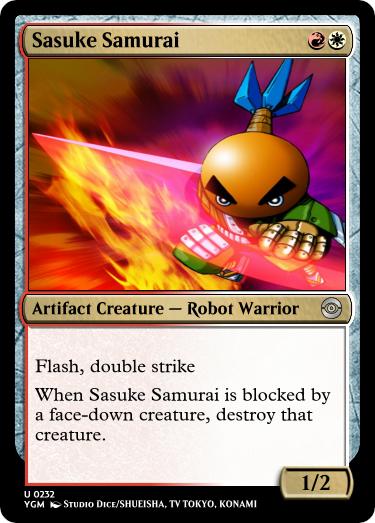 Sasuke Samurai
Artifact Creature — Robot Warrior
Flash, double strike
When Sasuke Samurai is blocked by
a face-down creature, destroy that
creature.
1/2
U 0232
YGM Studio Dice/SHUEISHA, TV TOKYO, KONAMI